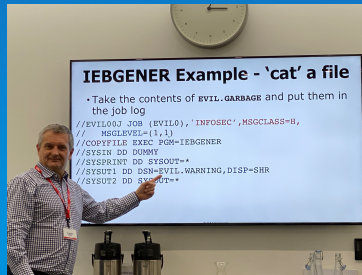 IEBGENER Example - 'cat' a file
• Take the contents of EVIL.GARBAGE and put them in
the job log
//EVIL00J JOB (EVIL0),'INFOSEC',MSGCLASS=H,
// MSGLEVEL=(1,1)
//COPYFILE EXEC PGM=IEBGENER
//SYSIN DD DUMMY
//SYSPRINT DD SYSOUT=*
//SYSUT1 DD DSN=EVIL.WARNING,DISP=SHR
//SYSUT2 DD SYSOUT=*